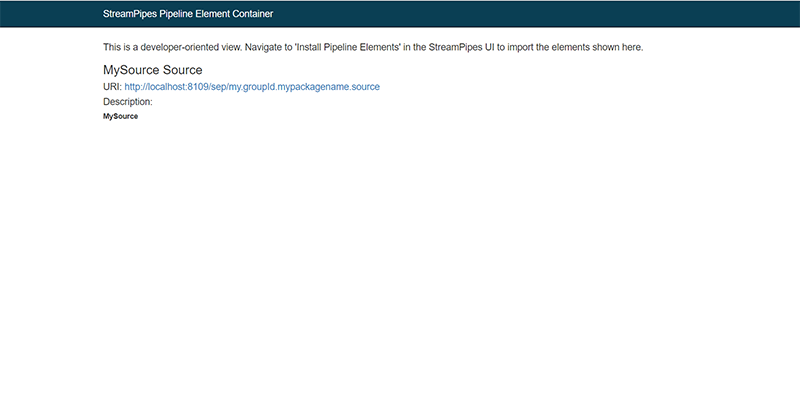 StreamPipes Pipeline Element Container
This is a developer-oriented view. Navigate to 'Install Pipeline Elements' in the StreamPipes UI to import the elements shown here.
MySource Source
URI: http://localhost:8109/sep/my.groupId.mypackagename.source
Description:
MySource